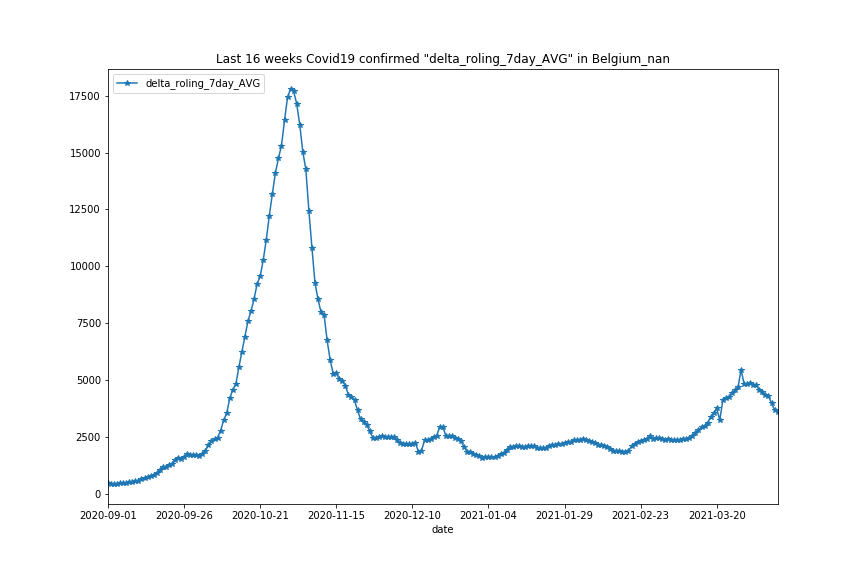 Last 16 weeks Covid19 confirmed "delta_roling_7day_AVG" in Belgium_nan
delta_roling_7day_AVG
17500
15000
12500
10000
7500
5000
2500
0
2020-09-01 2020-09-26 2020-10-21 2020-11-15 2020-12-10 2021-01-04 2021-01-29 2021-02-23 2021-03-20
date